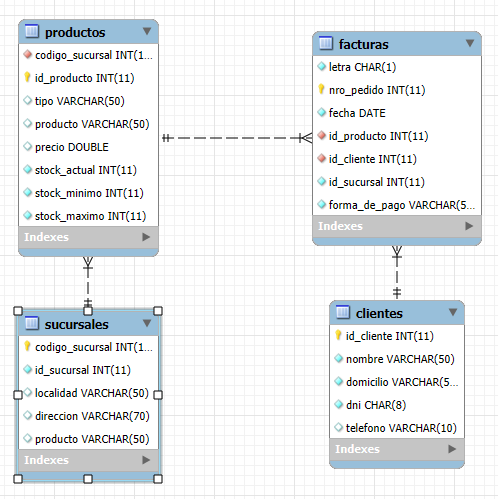 productos
codigo_sucursal INT(1...
id_producto INT(11)
tipo VARCHAR(50)
producto VARCHAR(50)
precio DOUBLE
stock_actual INT(11)
stock_minimo INT(11)
stock_maximo INT(11)
Indexes
facturas
letra CHAR(1)
nro_pedido INT(11)
fecha DATE
id_producto INT(11)
id_cliente INT(11)
id_sucursal INT(11)
forma_de_pago VARCHAR(5...
Indexes
sucursales
codigo_sucursal INT(1...
id_sucursal INT(11)
localidad VARCHAR(50)
direccion VARCHAR(70)
producto VARCHAR(50)
Indexes
clientes
id_cliente INT(11)
nombre VARCHAR(50)
domicilio VARCHAR(5...
dni CHAR(8)
telefono VARCHAR(10)
Indexes